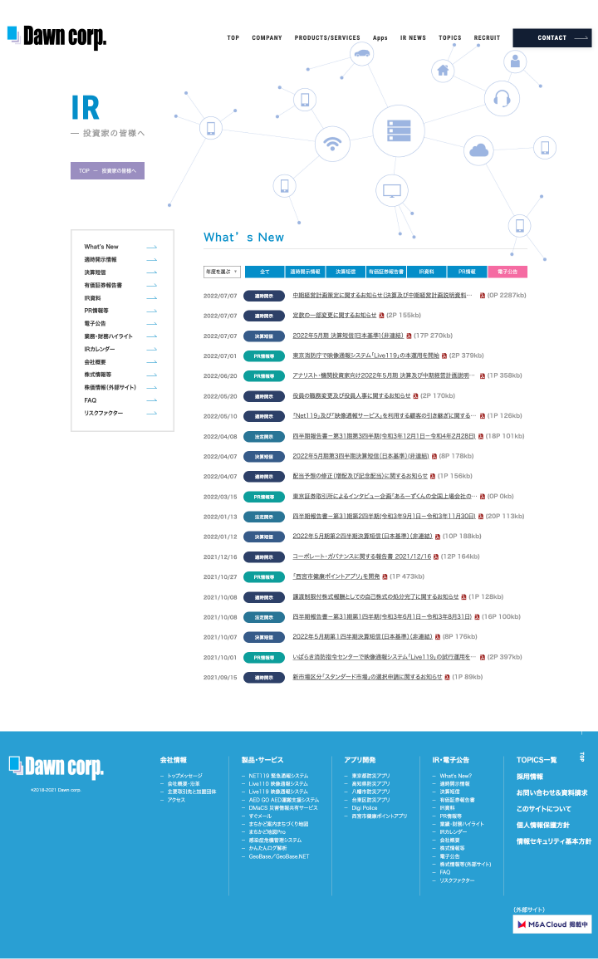 Dawn corp.
TOP COMPANY PRODUCTS/SERVICES Apps IR NEWS TOPICS RECRUIT CONTACT
IR
― 投資家の皆様へ
TOP ― 投資家の皆様へ
What's New
What's New
適時開示情報
決算短信
有価証券報告書
IR資料
PR情報等
電子公告
業務・財務ハイライト
IRカレンダー
会社概要
株式情報等
株価情報(外部サイト)
FAQ
リスクファクター
年度を選ぶ 全て 適時開示情報 決算短信 有価証券報告書 IR資料 PR情報 電子公告
2022/07/07 適時開示 中期経営計画策定に関するお知らせ(決算及び中期経営計画説明資料… (0P 2287kb)
2022/07/07 適時開示 定款の一部変更に関するお知らせ (2P 155kb)
2022/07/07 決算短信 2022年5月期 決算短信〔日本基準〕(非連結) (17P 270kb)
2022/07/01 PR情報等 東京消防庁で映像通報システム「Live119」の本運用を開始 (2P 379kb)
2022/06/20 PR情報等 アナリスト・機関投資家向け2022年5月期 決算及び中期経営計画説明… (1P 358kb)
2022/05/20 適時開示 役員の職務変更及び役員人事に関するお知らせ (2P 170kb)
2022/05/10 適時開示 「Net119」及び「映像通報サービス」を利用する顧客の引き継ぎに関する… (1P 126kb)
2022/04/08 法定開示 四半期報告書－第31期第3四半期(令和3年12月1日－令和4年2月28日) (18P 101kb)
2022/04/07 決算短信 2022年5月期第3四半期決算短信〔日本基準〕(非連結) (8P 178kb)
2022/04/07 適時開示 配当予想の修正(増配及び記念配当)に関するお知らせ (1P 156kb)
2022/03/15 PR情報等 東京証券取引所によるインタビュー企画「あるーずくんの全国上場会社の… (0P 0kb)
2022/01/13 法定開示 四半期報告書－第31期第2四半期(令和3年9月1日－令和3年11月30日) (20P 113kb)
2022/01/12 決算短信 2022年5月期第2四半期決算短信〔日本基準〕(非連結) (10P 188kb)
2021/12/16 適時開示 コーポレート・ガバナンスに関する報告書 2021/12/16 (12P 164kb)
2021/10/27 PR情報等 「西宮市健康ポイントアプリ」を開発 (1P 473kb)
2021/10/08 適時開示 譲渡制限付株式報酬としての自己株式の処分完了に関するお知らせ (1P 128kb)
2021/10/08 法定開示 四半期報告書－第31期第1四半期(令和3年6月1日－令和3年8月31日) (16P 100kb)
2021/10/07 決算短信 2022年5月期第1四半期決算短信〔日本基準〕(非連結) (8P 176kb)
2021/10/01 PR情報等 いばらき消防指令センターで映像通報システム「Live119」の試行運用を… (2P 397kb)
2021/09/15 適時開示 新市場区分「スタンダード市場」の選択申請に関するお知らせ (1P 89kb)
TOP
Dawn corp.
©2018-2021 Dawn corp.
会社情報
― トップメッセージ
― 会社概要・沿革
― 主要取引先と加盟団体
― アクセス
製品・サービス
― NET119 緊急通報システム
― Live110 映像通報システム
― Live119 映像通報システム
― AED GO AED運搬支援システム
― DMaCS 災害情報共有サービス
― すぐメール
― まちかど案内まちづくり地図
― まちかど地図Pro
― 感染症危機管理システム
― かんたんログ解析
― GeoBase/GeoBase.NET
アプリ開発
― 東京都防災アプリ
― 高知県防災アプリ
― 八幡市防災アプリ
― 台東区防災アプリ
― Digi Police
― 西宮市健康ポイントアプリ
IR・電子公告
― What's New?
― 適時開示情報
― 決算短信
― 有価証券報告書
― IR資料
― PR情報等
― 業績・財務ハイライト
― IRカレンダー
― 会社概要
― 株式情報等
― 電子公告
― 株式情報等(外部サイト)
― FAQ
― リスクファクター
TOPICS一覧
採用情報
お問い合わせ&資料請求
このサイトについて
個人情報保護方針
情報セキュリティ基本方針
(外部サイト)
M&A Cloud 掲載中